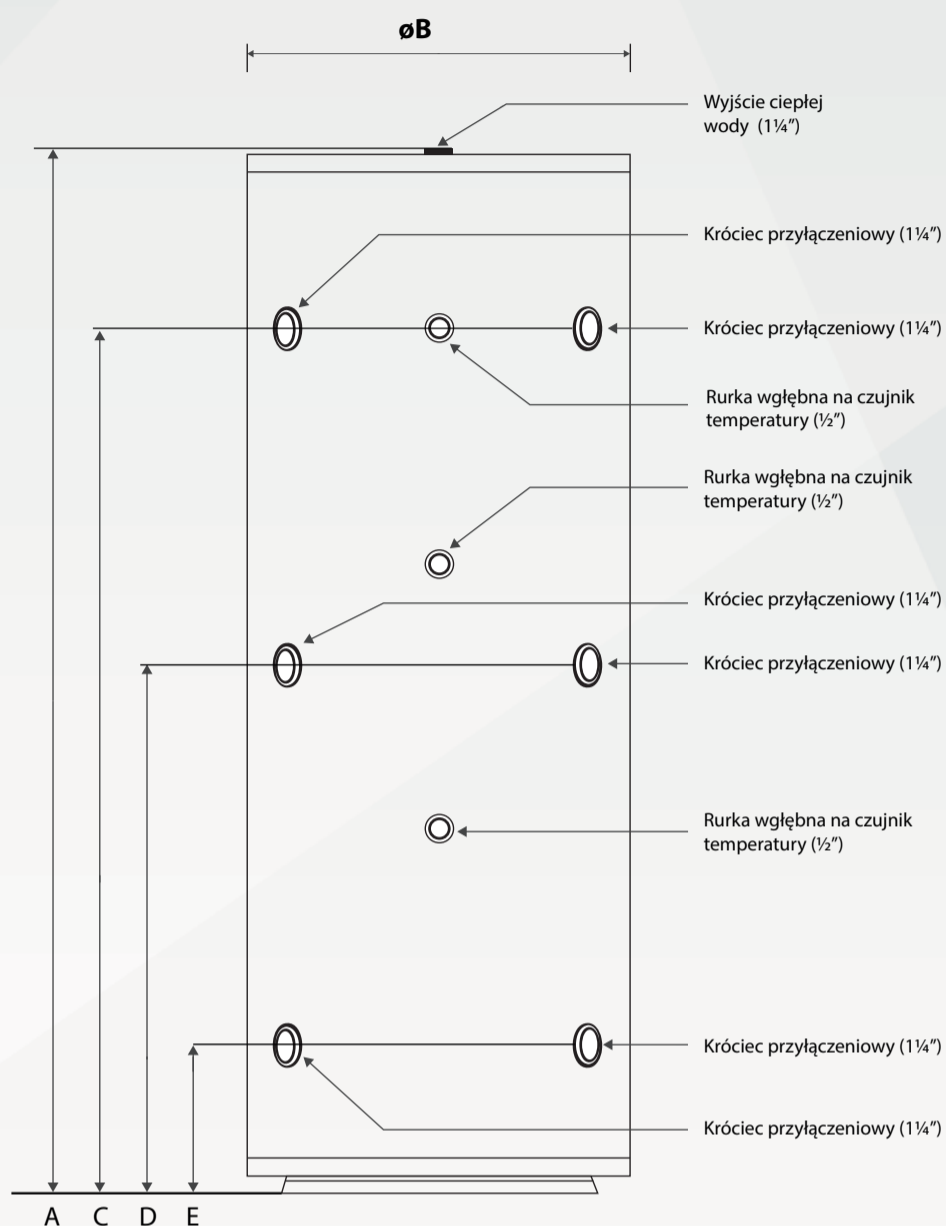 øB
Wyjście ciepłej
wody (1¼”)
Króciec przyłączeniowy (1¼”)
Króciec przyłączeniowy (1¼”)
Rurka wgłębna na czujnik
temperatury (½”)
Rurka wgłębna na czujnik
temperatury (½”)
Króciec przyłączeniowy (1¼”)
Króciec przyłączeniowy (1¼”)
Rurka wgłębna na czujnik
temperatury (½”)
Króciec przyłączeniowy (1¼”)
Króciec przyłączeniowy (1¼”)
A C D E